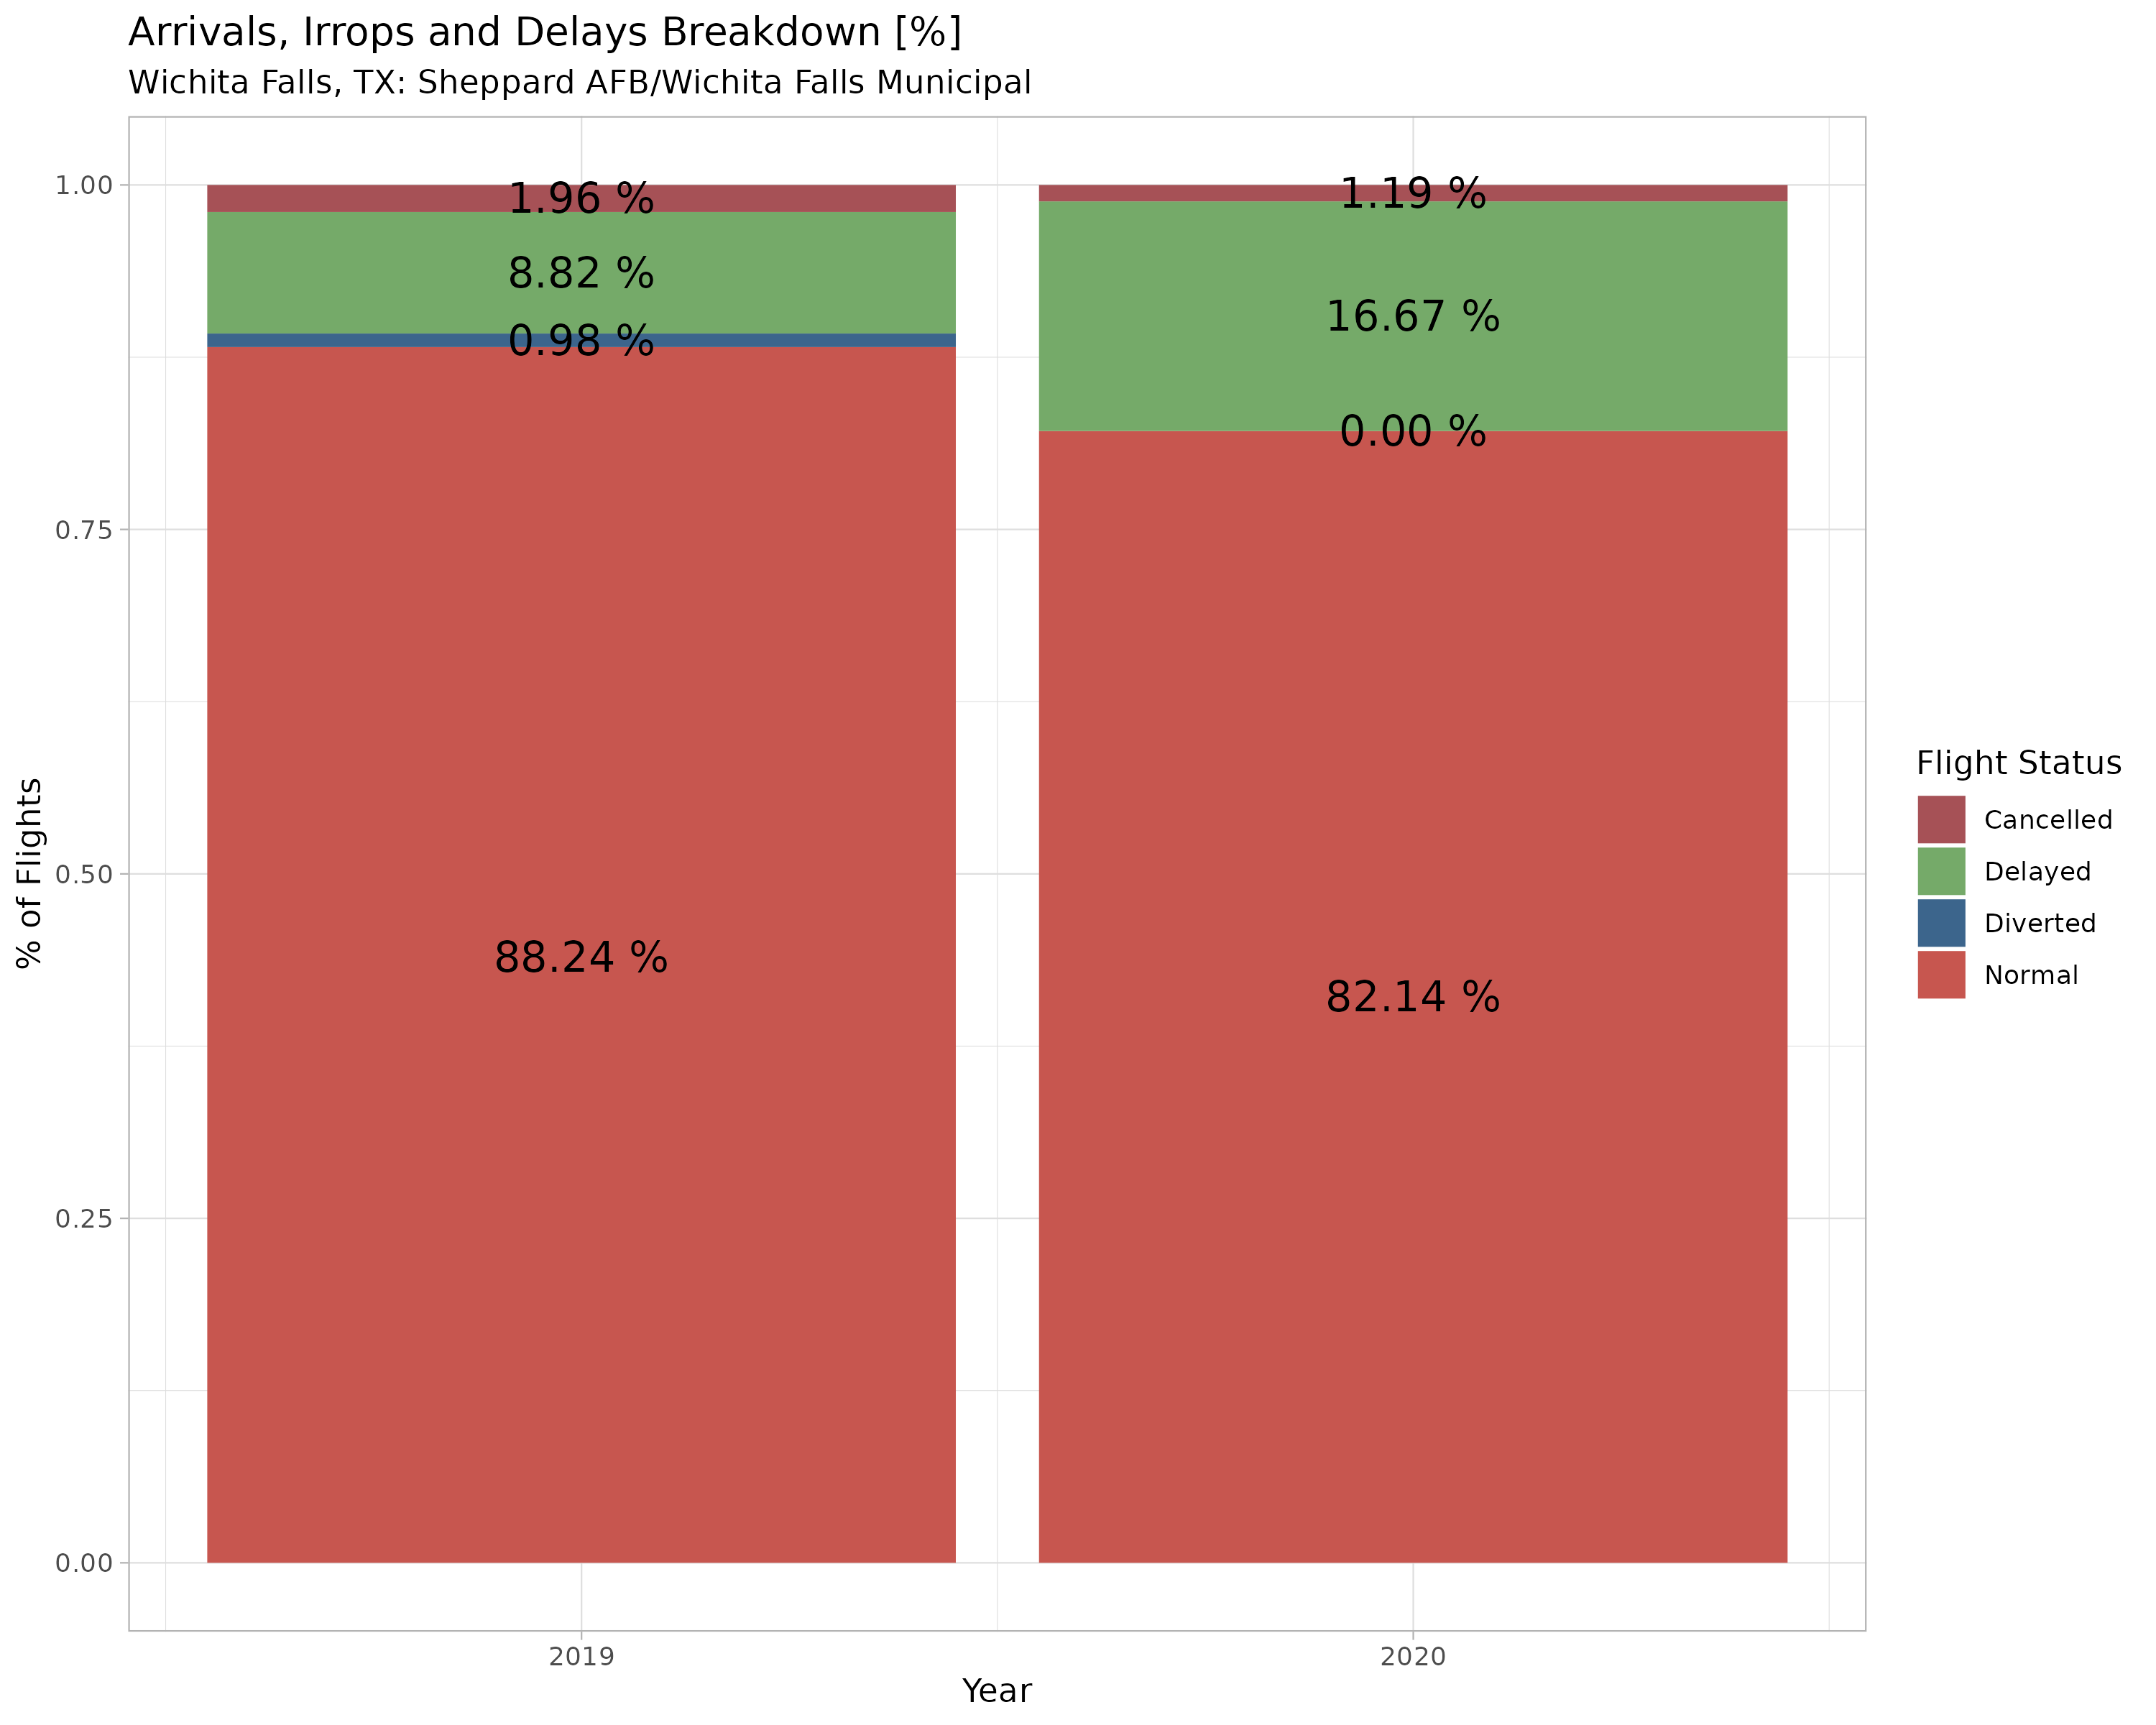 Arrivals, Irrops and Delays Breakdown [%]
Wichita Falls, TX: Sheppard AFB/Wichita Falls Municipal
% of Flights
1.00
0.75
0.50
0.25
0.00
1.96 %
8.82 %
0.98 %
88.24 %
1.19 %
16.67 %
0.00 %
82.14 %
2019
2020
Year
Flight Status
Cancelled
Delayed
Diverted
Normal